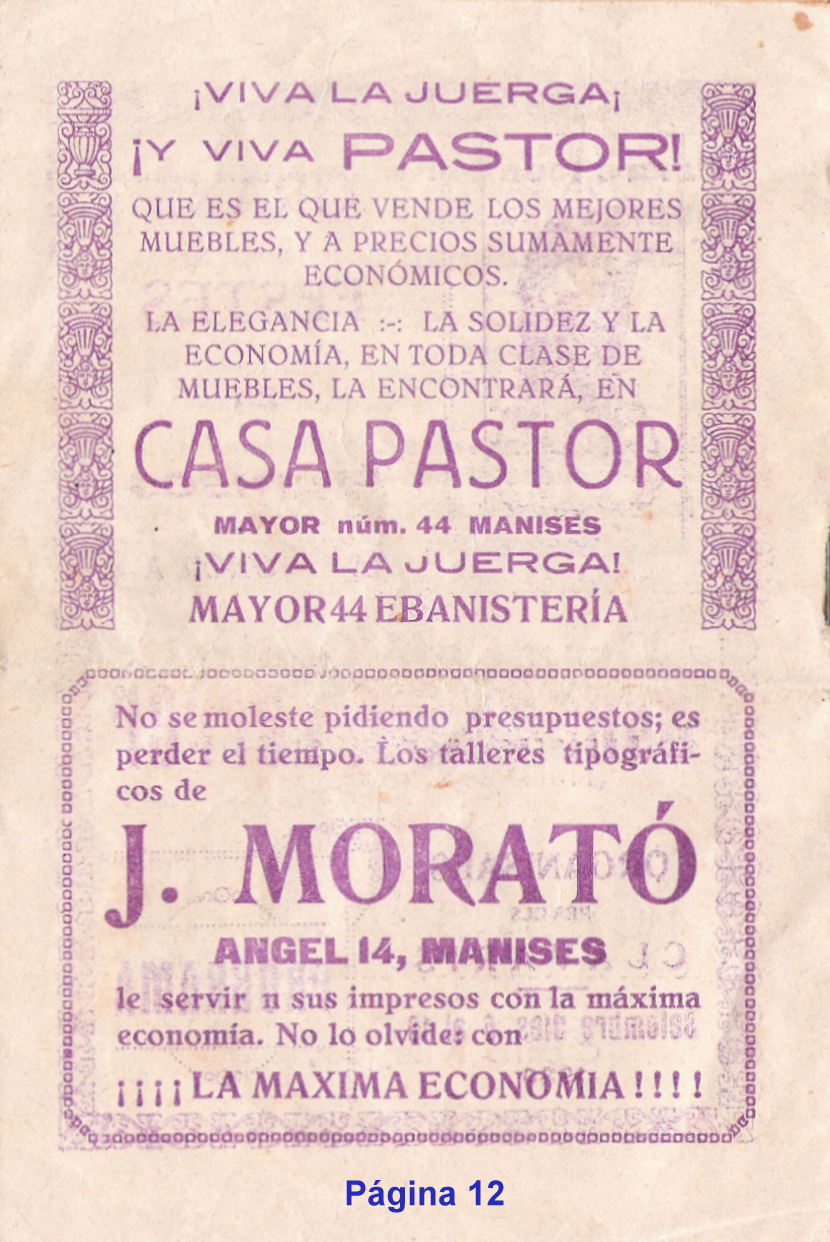 ¡VIVA LA JUERGA¡
¡Y VIVA PASTOR!
QUE ES EL QUE VENDE LOS MEJORES
MUEBLES, Y A PRECIOS SUMAMENTE
ECONÓMICOS.
LA ELEGANCIA :-: LA SOLIDEZ Y LA
ECONOMÍA, EN TODA CLASE DE
MUEBLES, LA ENCONTRARÁ, EN
CASA PASTOR
MAYOR núm. 44 MANISES
¡VIVA LA JUERGA!
MAYOR 44 EBANISTERÍA
No se moleste pidiendo presupuestos; es
perder el tiempo. Los talleres tipográfi-
cos de
J. MORATÓ
ANGEL 14, MANISES
le servir n sus impresos con la máxima
economía. No lo olvide: con
¡¡¡¡LA MAXIMA ECONOMIA!!!!
Página 12